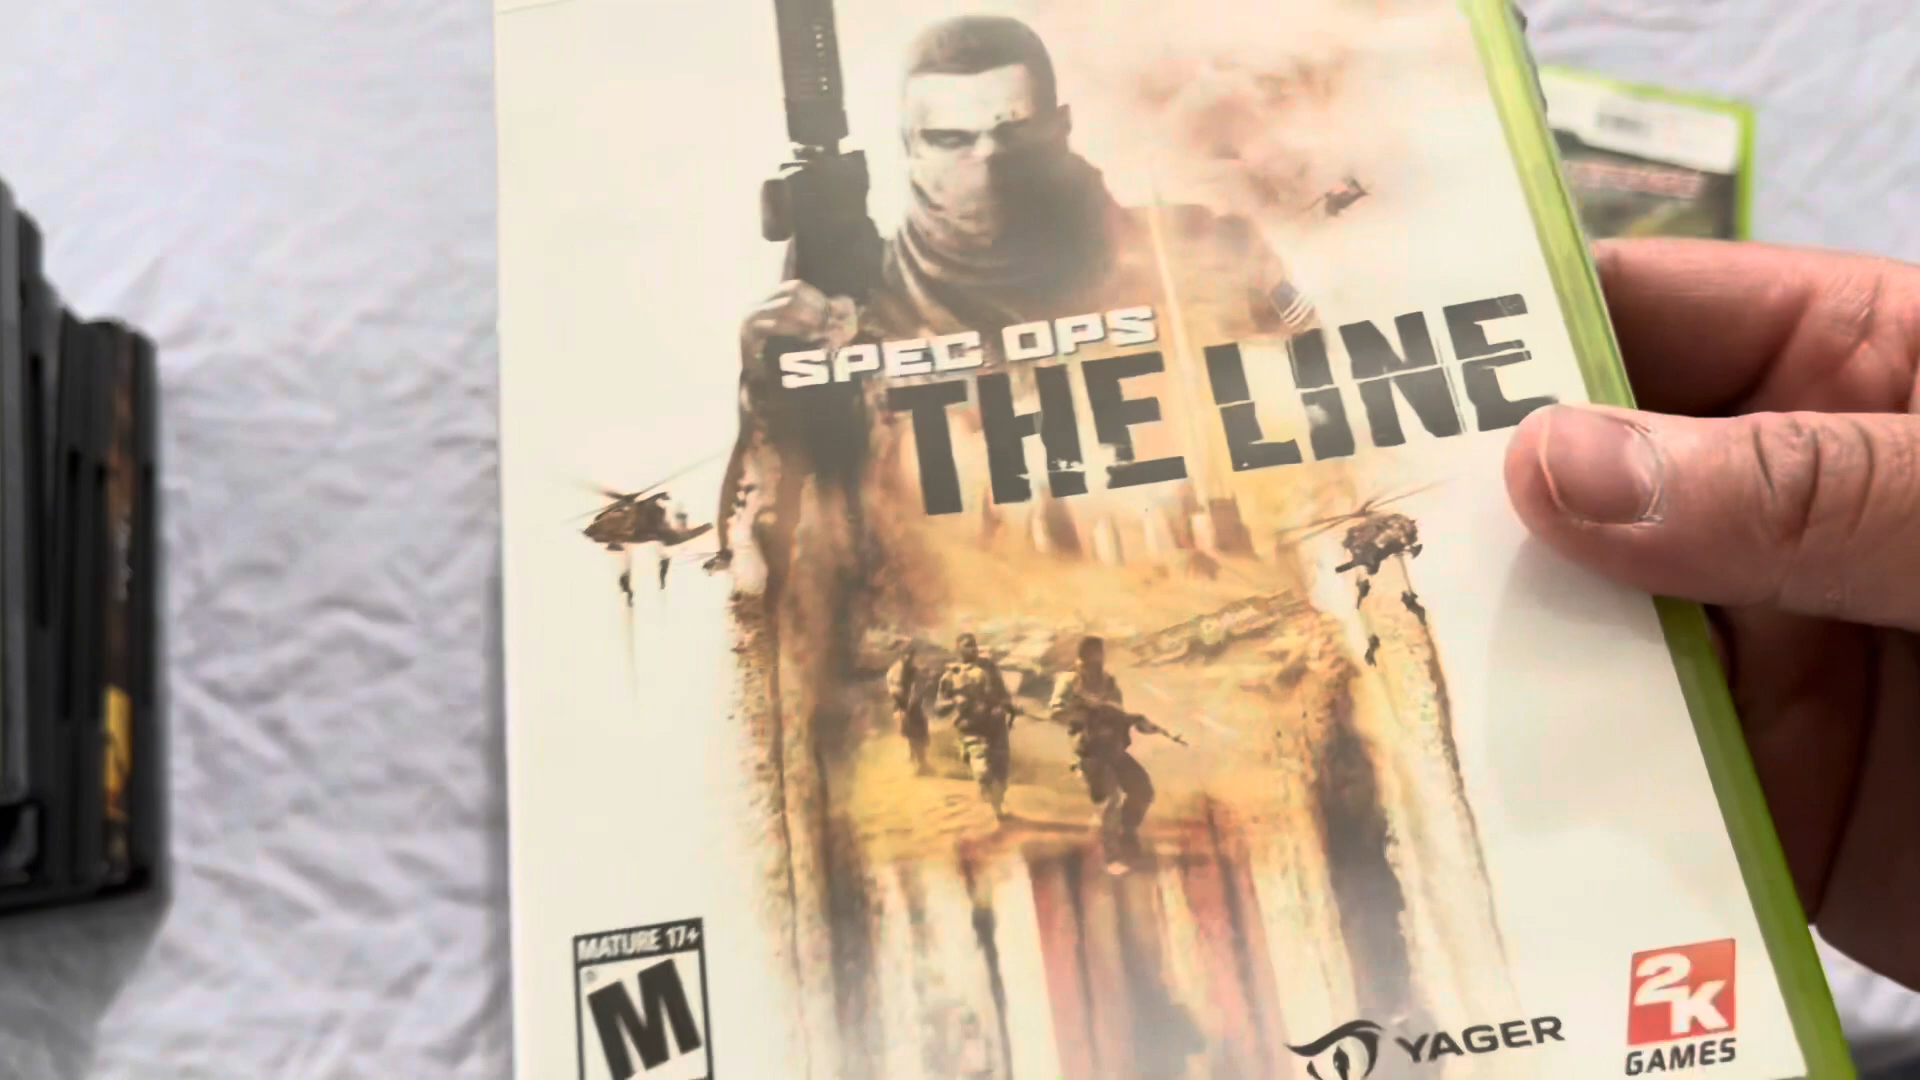 SPEC OPS
THE LINE
MATURE 17+
M
YAGER
2K
GAMES